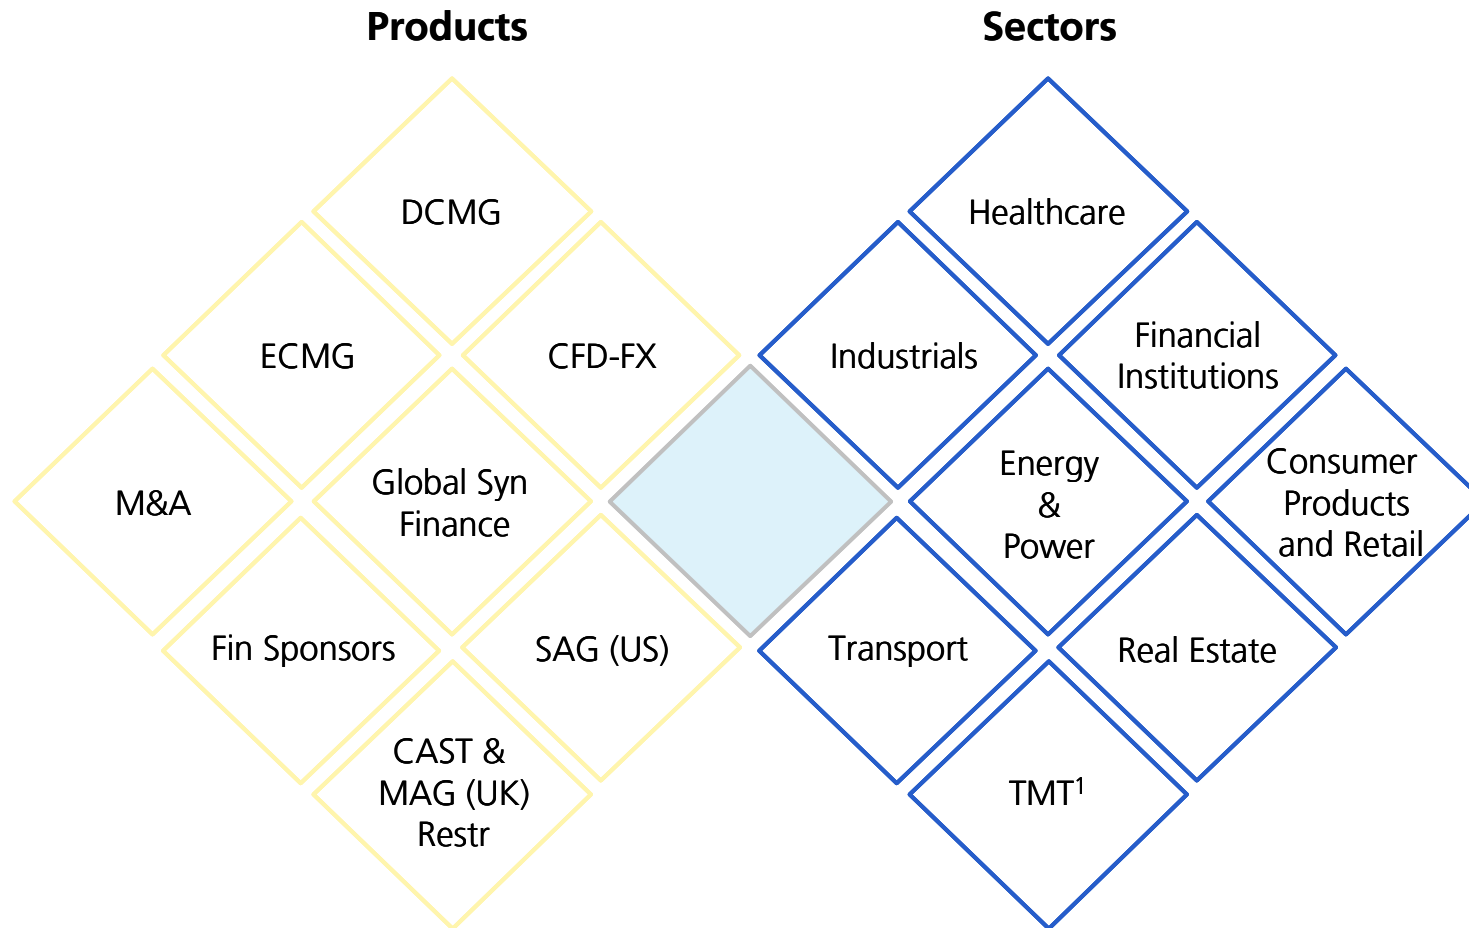 Products
DCMG
ECMG
CFD-FX
M&A
Global Syn
Finance
Fin Sponsors
SAG (US)
CAST &
MAG (UK)
Restr
Sectors
Healthcare
Industrials
Financial
Institutions
Energy
&
Power
Consumer
Products
and Retail
Transport
Real Estate
TMT¹